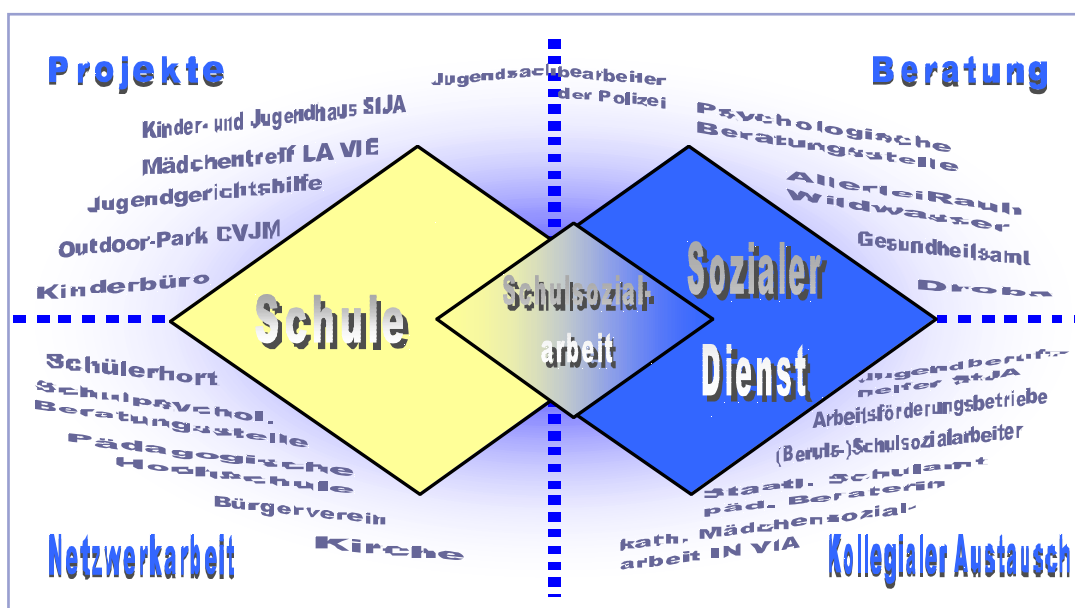 Projekte
Beratung
Jugendsachbearbeiter
der Polizei
Kinder- und Jugendhaus SIJA
Mädchentreff LA VIE
Jugendgerichtshilfe
Outdoor-Park CVJM
Kinderbüro
Psychologische
Beratungsstelle
AllerleiRauh
Wildwasser
Gesundheitsamt
Droba
Schule
Schulsozial-
arbeit
Sozialer
Dienst
Schülerhort
Schulpsychol.
Beratungsstelle
Pädagogische
Hochschule
Bürgerverein
Kirche
Jugendberufs-
helfer StJA
Arbeitsförderungsbetriebe
(Berufs-)Schulsozialarbeiter
Staatl. Schulamt
päd. Beraterin
kath. Mädchensozial-
arbeit IN VIA
Netzwerkarbeit
Kollegialer Austausch